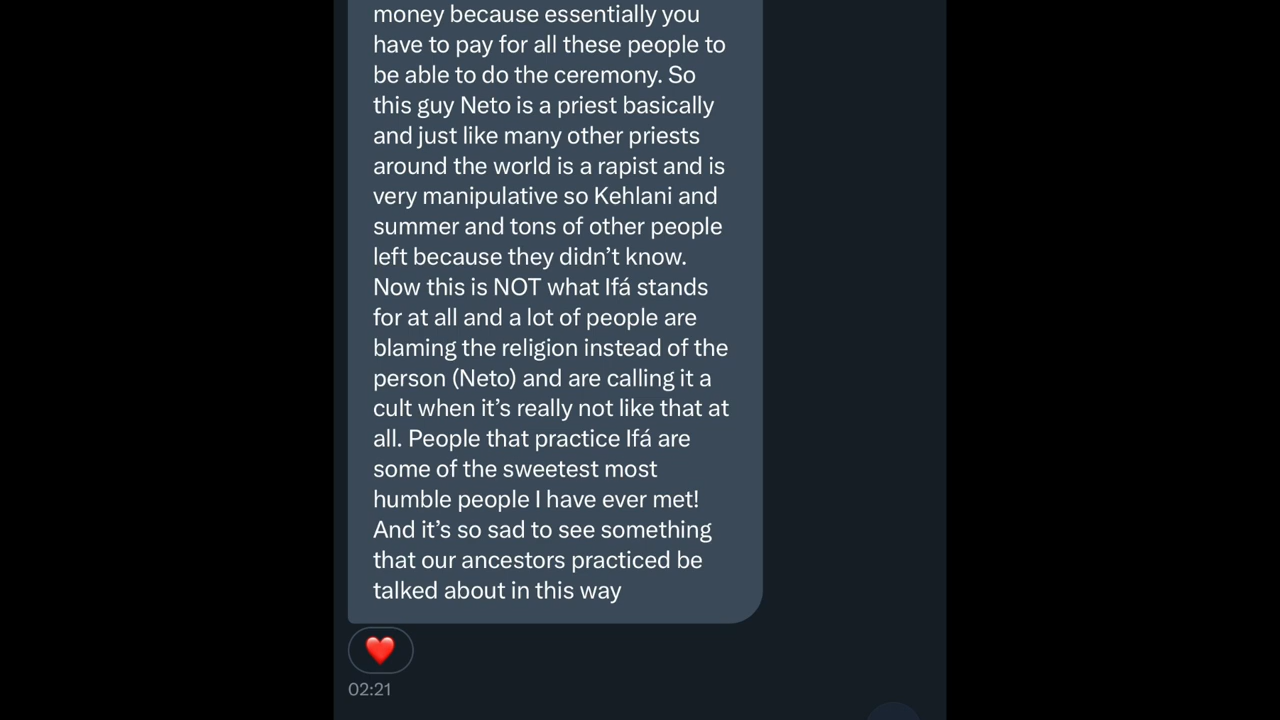 money because essentially you
have to pay for all these people to
be able to do the ceremony. So
this guy Neto is a priest basically
and just like many other priests
around the world is a rapist and is
very manipulative so Kehlani and
summer and tons of other people
left because they didn’t know.
Now this is NOT what Ifá stands
for at all and a lot of people are
blaming the religion instead of the
person (Neto) and are calling it a
cult when it’s really not like that at
all. People that practice Ifá are
some of the sweetest most
humble people I have ever met!
And it’s so sad to see something
that our ancestors practiced be
talked about in this way
02:21